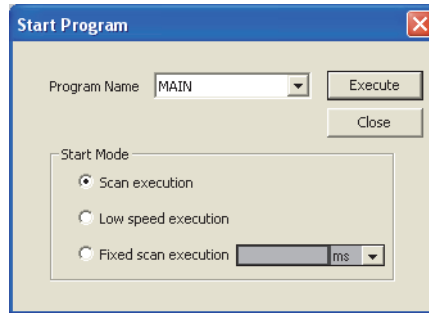 Start Program
Program Name MAIN Execute
Close
Start Mode
Scan execution
Low speed execution
Fixed scan execution ms